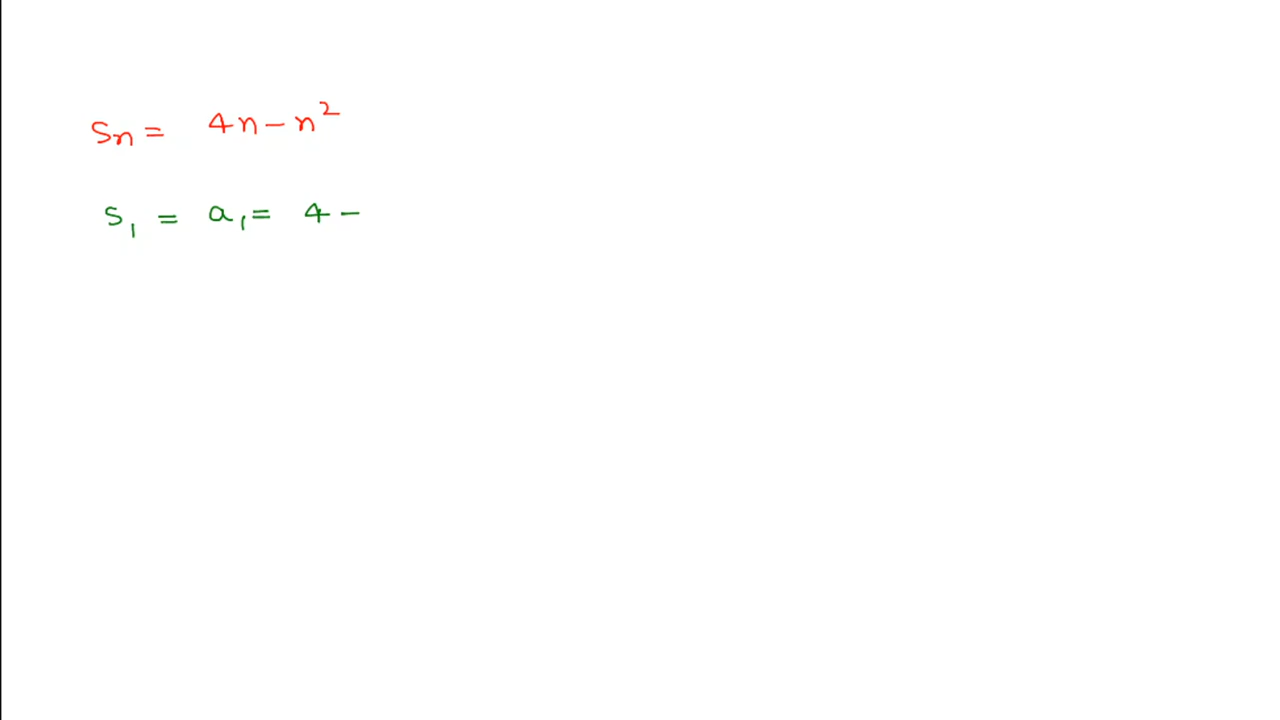 Sn = 4n - n²
S₁ = a₁ = 4 -